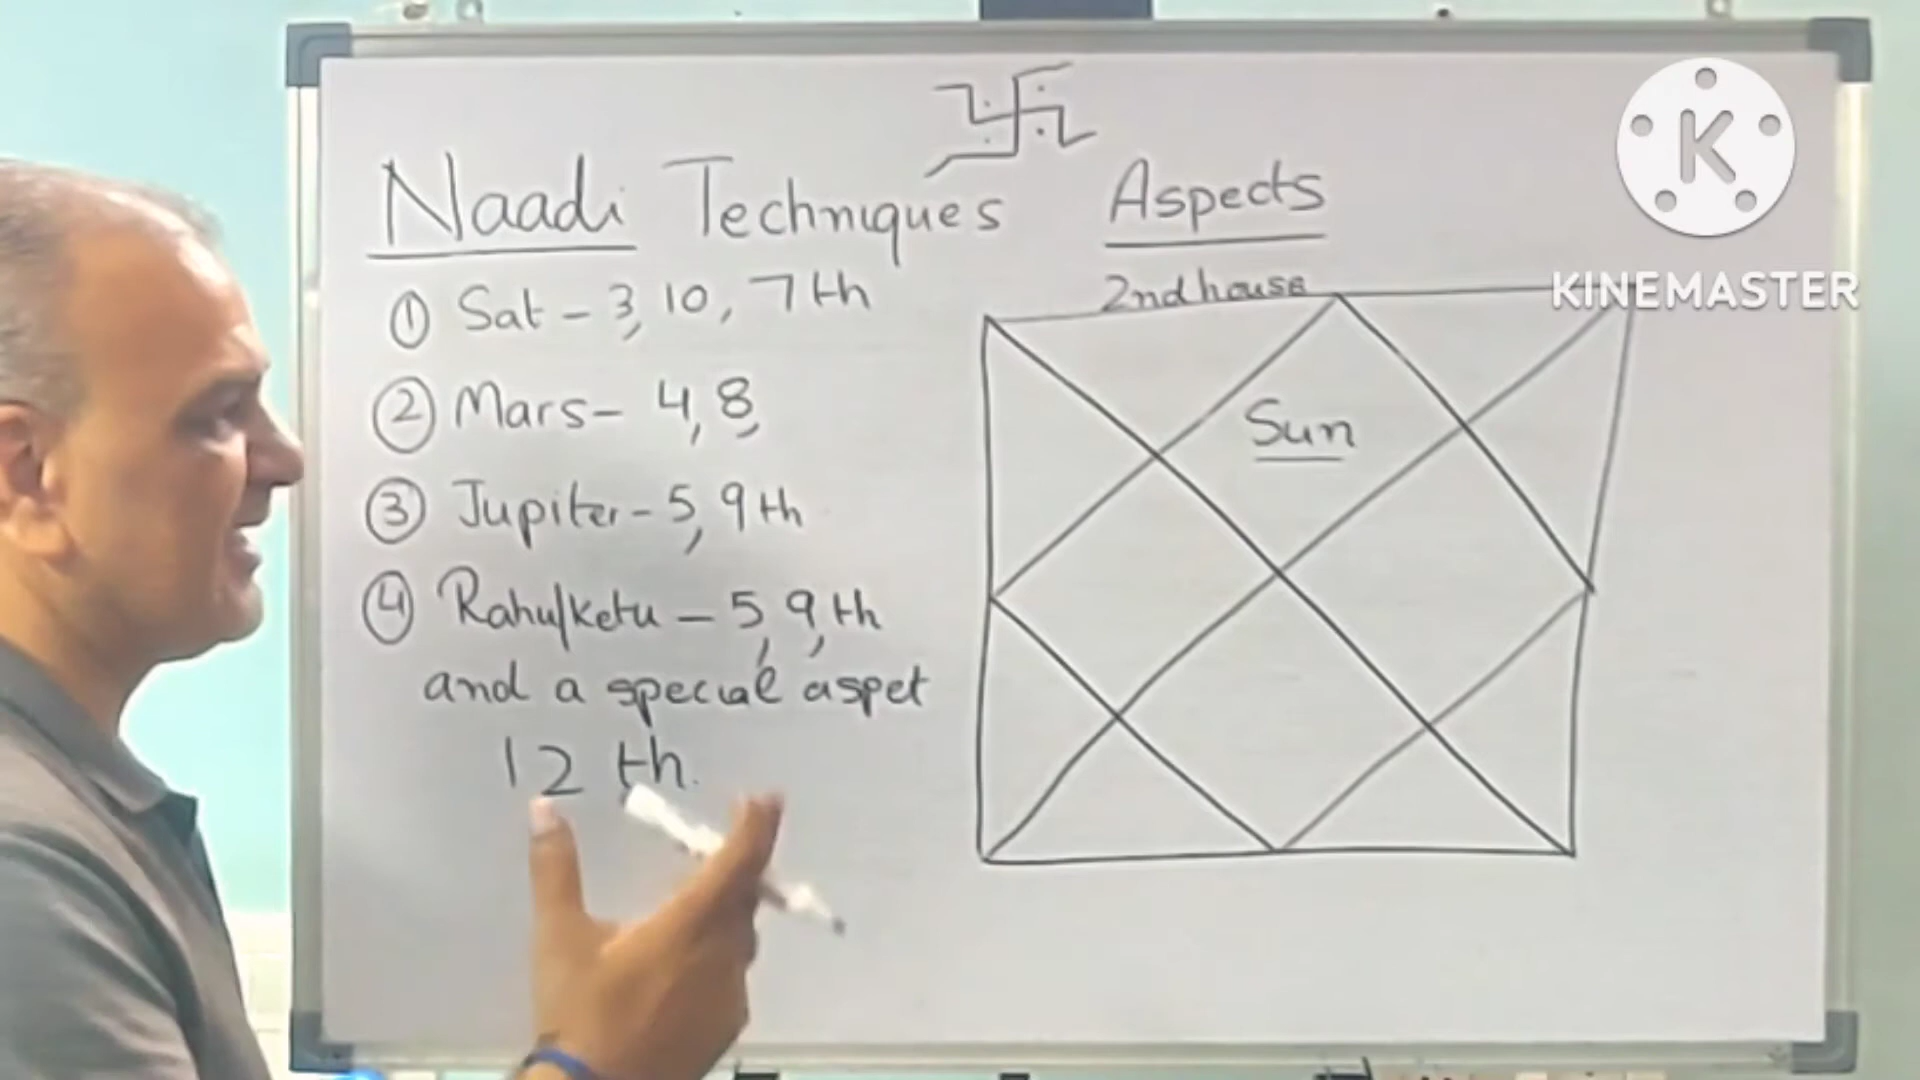 Naadi Techniques
Aspects
① Sat - 3, 10, 7th
② Mars - 4, 8,
③ Jupiter - 5, 9th
④ Rahu/Ketu - 5, 9, th
and a special aspet
12 th.
2nd house
Sun
K
KINEMASTER